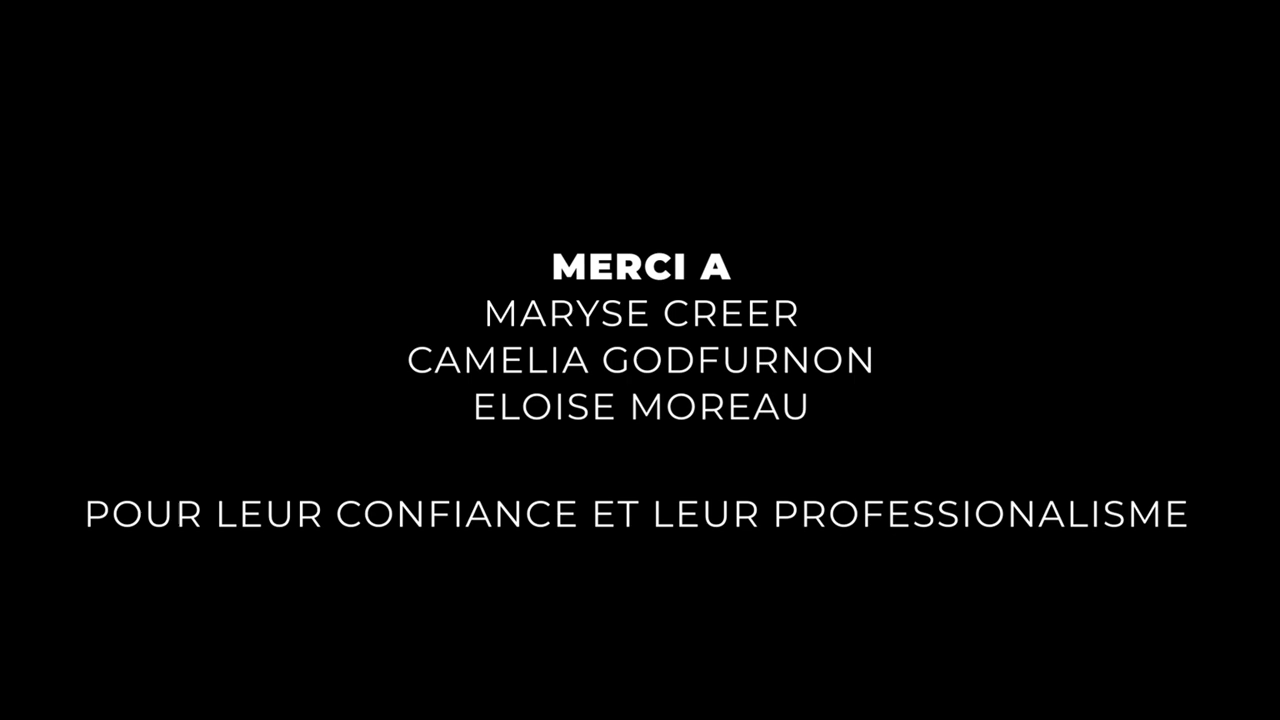 MERCI A
MARYSE CREER
CAMELIA GODFURNON
ELOISE MOREAU
POUR LEUR CONFIANCE ET LEUR PROFESSIONALISME